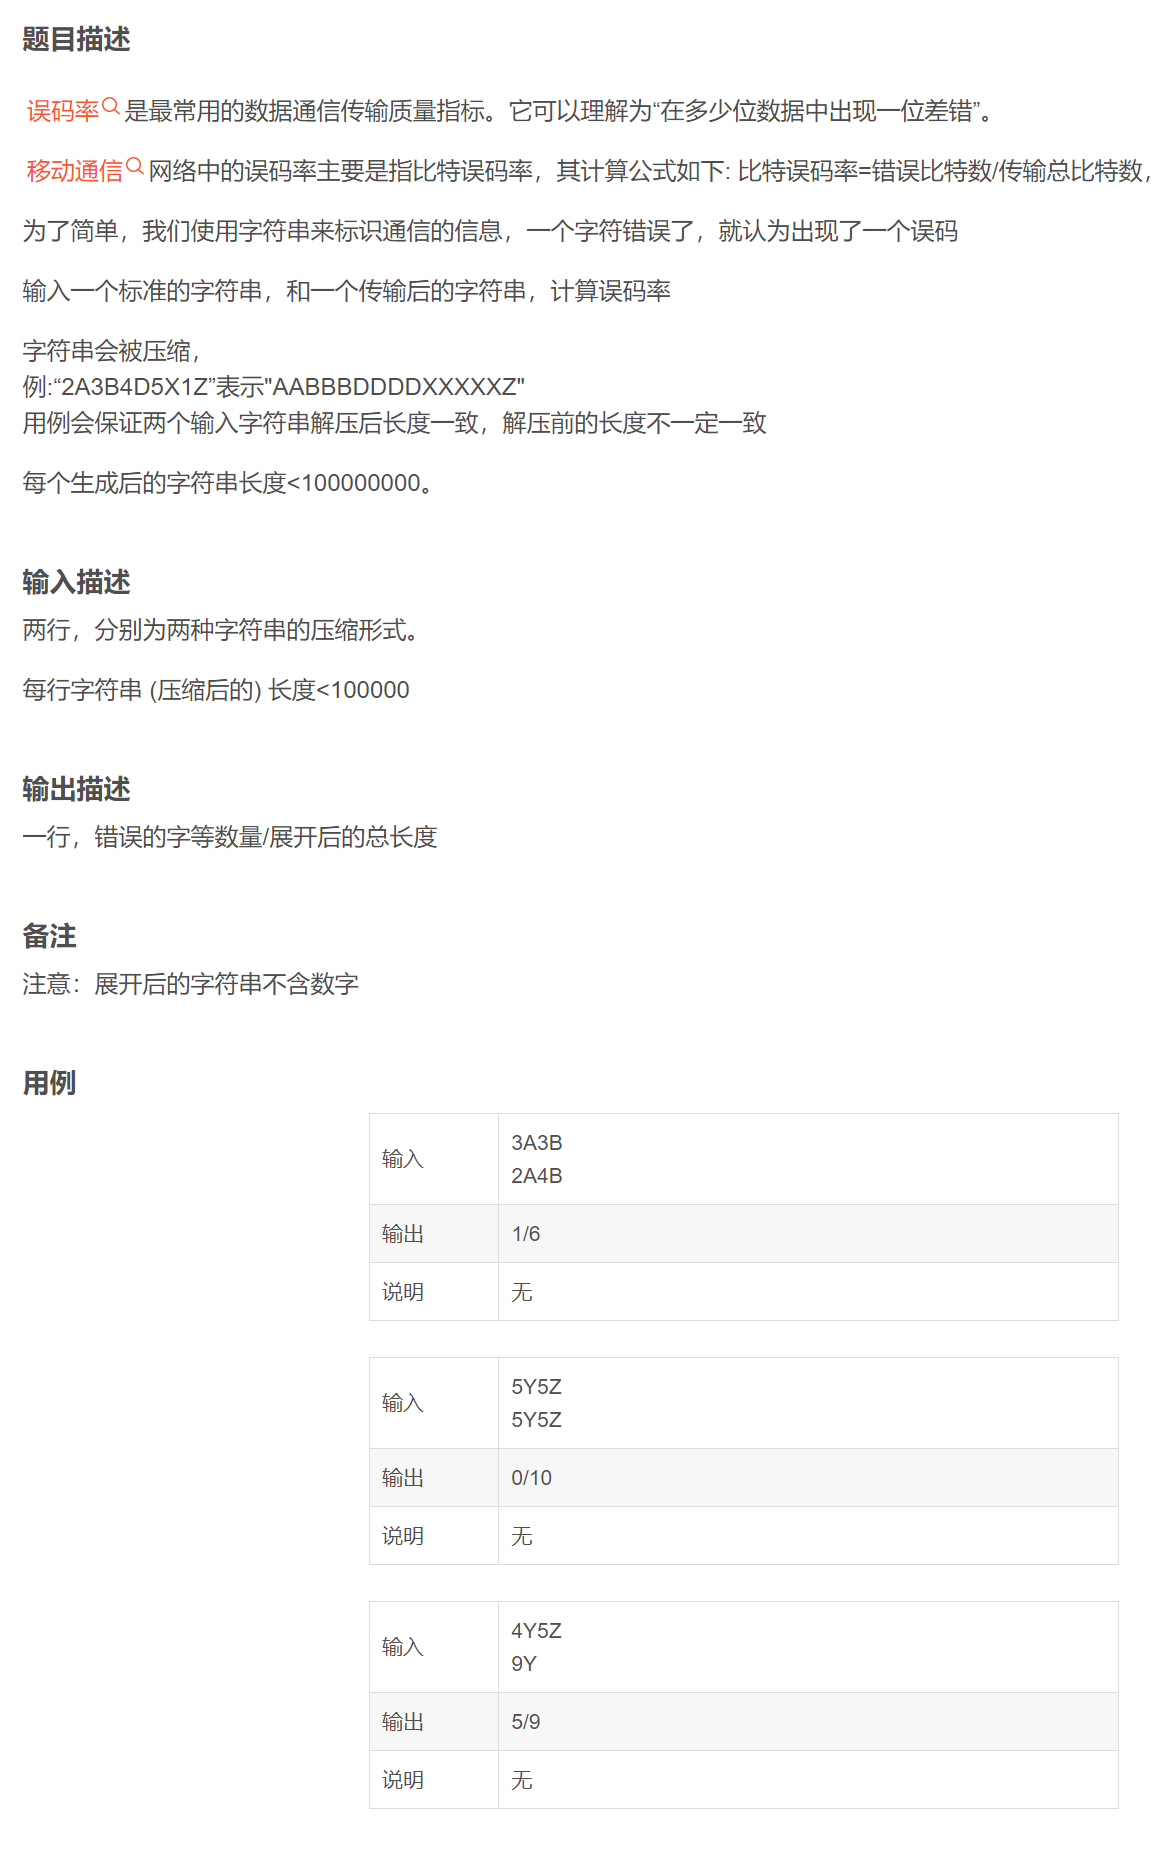 题目描述
误码率是最常用的数据通信传输质量指标。它可以理解为“在多少位数据中出现一位差错”。
移动通信网络中的误码率主要是指比特误码率，其计算公式如下: 比特误码率=错误比特数/传输总比特数，
为了简单，我们使用字符串来标识通信的信息，一个字符错误了，就认为出现了一个误码
输入一个标准的字符串，和一个传输后的字符串，计算误码率
字符串会被压缩，
例:“2A3B4D5X1Z”表示"AABBBDDDDXXXXXZ"
用例会保证两个输入字符串解压后长度一致，解压前的长度不一定一致
每个生成后的字符串长度<100000000。
输入描述
两行，分别为两种字符串的压缩形式。
每行字符串 (压缩后的) 长度<100000
输出描述
一行，错误的字等数量/展开后的总长度
备注
注意：展开后的字符串不含数字
用例
输入
3A3B
2A4B
输出
1/6
说明
无
输入
5Y5Z
5Y5Z
输出
0/10
说明
无
输入
4Y5Z
9Y
输出
5/9
说明
无